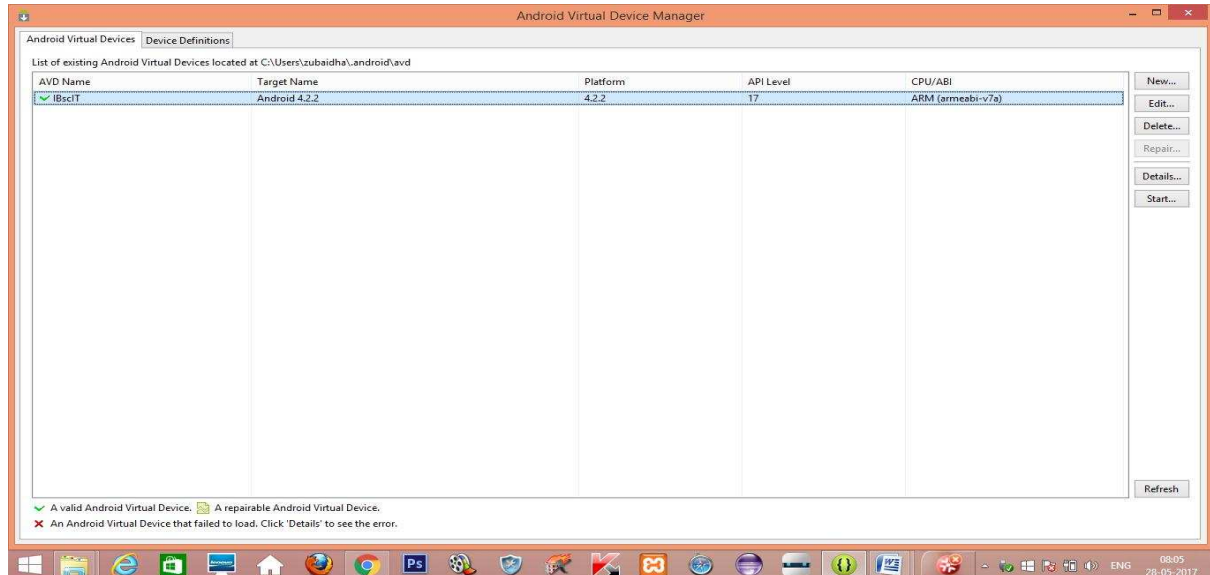 Android Virtual Device Manager
Android Virtual Devices Device Definitions
List of existing Android Virtual Devices located at C:\Users\zubaidha\.android\avd
AVD Name Target Name Platform API Level CPU/ABI
IBscIT Android 4.2.2 4.2.2 17 ARM (armeabi-v7a)
New...
Edit...
Delete...
Repair...
Details...
Start...
Refresh
A valid Android Virtual Device. A repairable Android Virtual Device.
An Android Virtual Device that failed to load. Click 'Details' to see the error.
Ps
ENG
08:05
28-05-2017